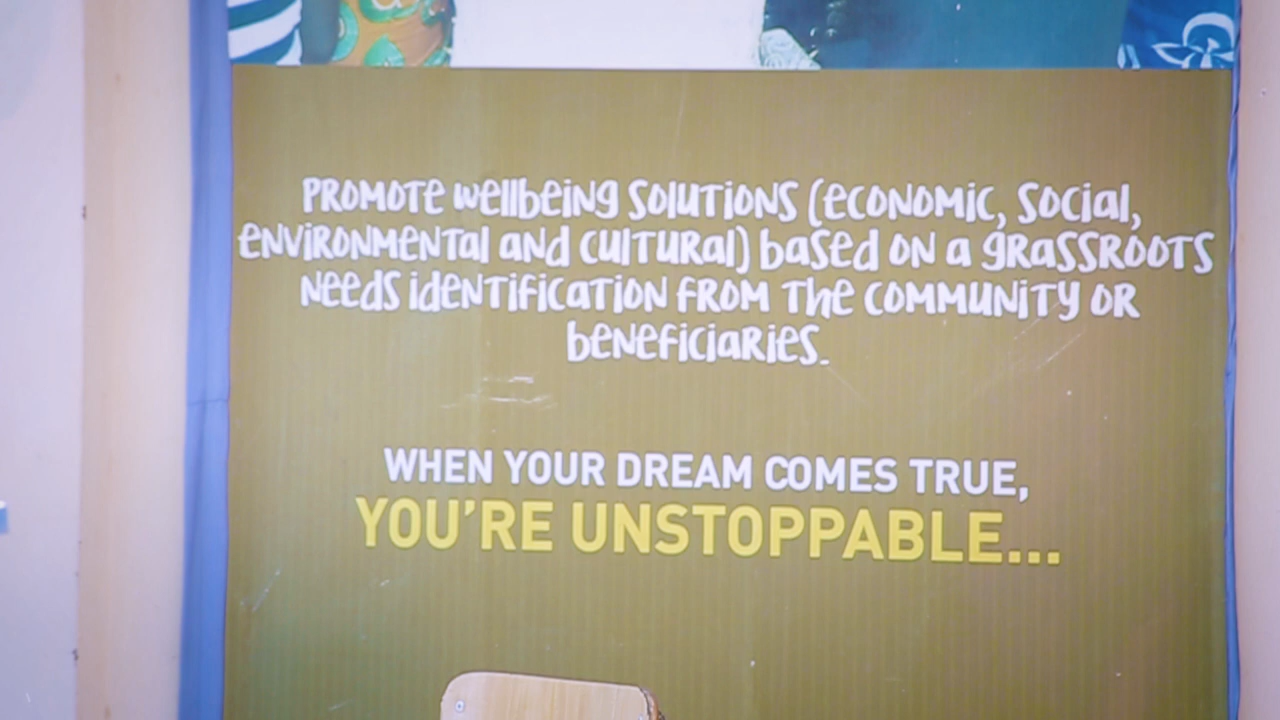 PROMOTE wellbeing SOLUTIONS (ECONOMIC, SOCIAL,
ENVIRONMENTAL AND CULTURAL) based ON A GRASSROOTS
NEEDS IDENTIFICATION FROM The COMMUNITY OR
beneficiaries.
WHEN YOUR DREAM COMES TRUE,
YOU'RE UNSTOPPABLE...